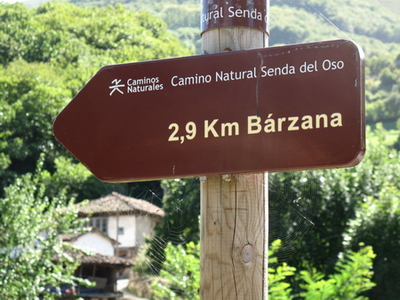 tural Senda
Caminos
Naturales
Camino Natural Senda del Oso
2,9 Km Bárzana